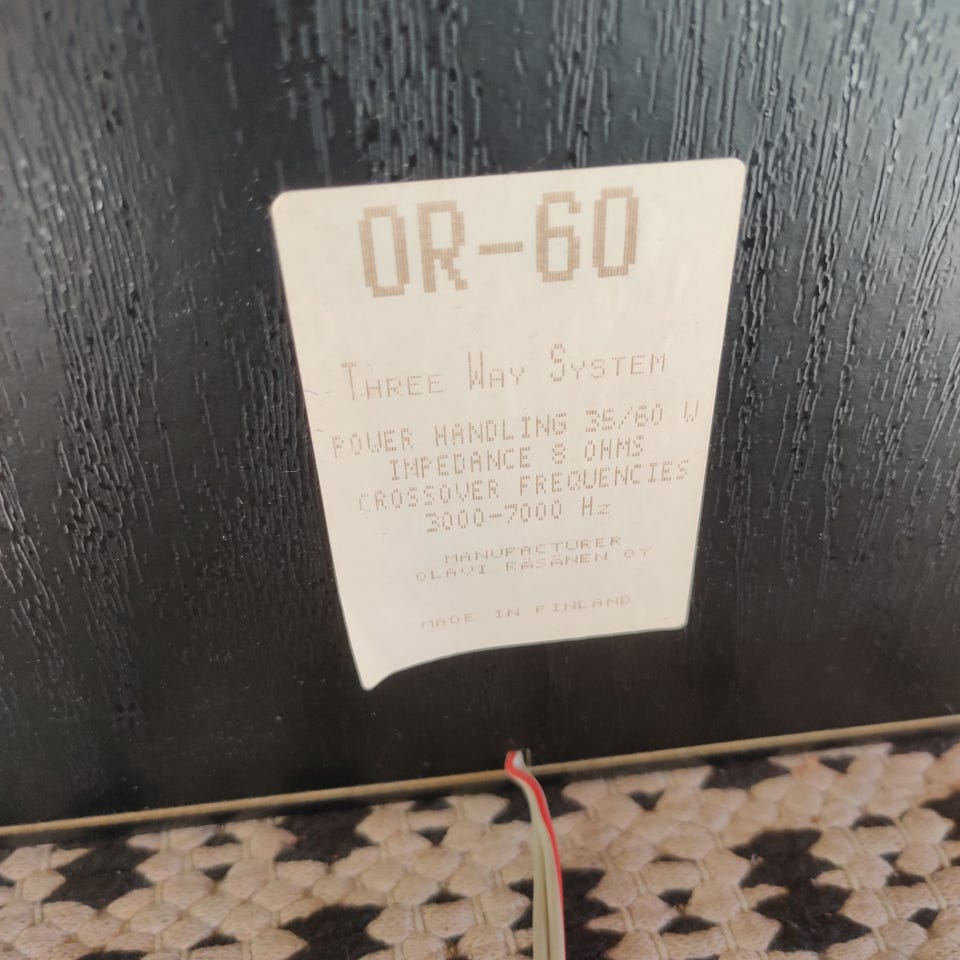 OR-60
Three Way System
POWER HANDLING 35/60 W
IMPEDANCE 8 OHMS
CROSSOVER FREQUENCIES
3000-7000 Hz
MANUFACTURER
OLAVI RÄSÄNEN OY
MADE IN FINLAND